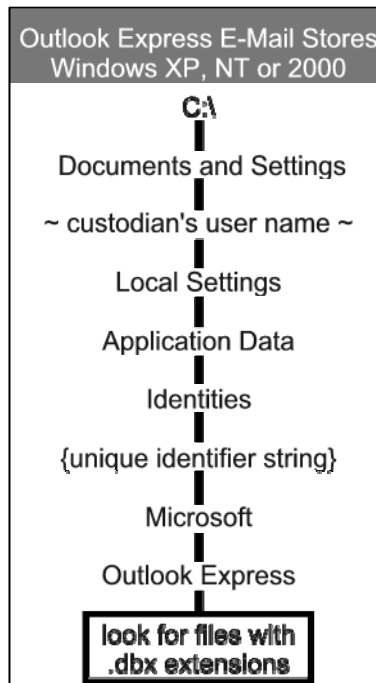 Outlook Express E-Mail Stores
Windows XP, NT or 2000
C:\
Documents and Settings
~ custodian's user name ~
Local Settings
Application Data
Identities
{unique identifier string}
Microsoft
Outlook Express
look for files with
.dbx extensions